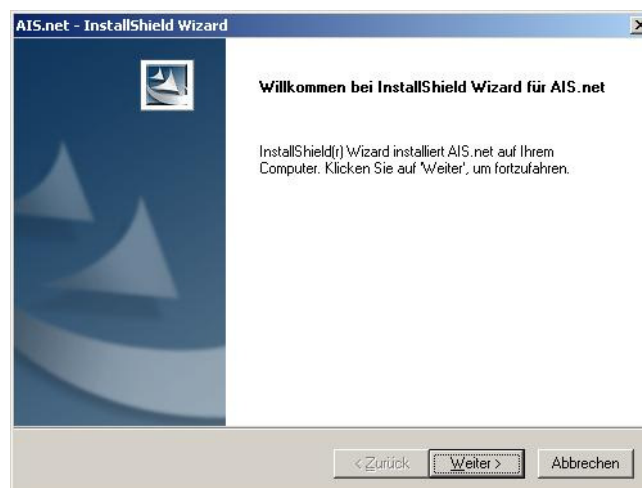 AIS.net - InstallShield Wizard
Willkommen bei InstallShield Wizard für AIS.net
InstallShield(r) Wizard installiert AIS.net auf Ihrem
Computer. Klicken Sie auf 'Weiter', um fortzufahren.
< Zurück Weiter > Abbrechen